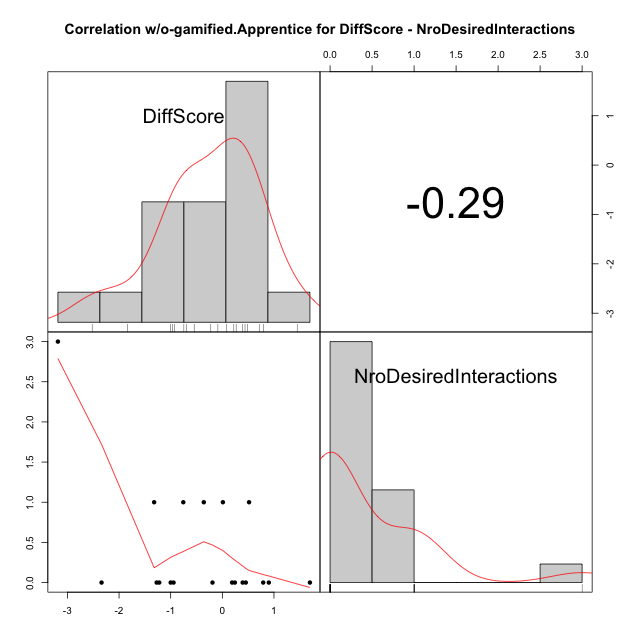 Correlation w/o-gamified.Apprentice for DiffScore - NroDesiredInteractions
0.0 0.5 1.0 1.5 2.0 2.5 3.0
DiffScore
-0.29
1
0
-1
-2
-3
3.0
2.5
2.0
1.5
1.0
0.5
0.0
NroDesiredInteractions
-3 -2 -1 0 1